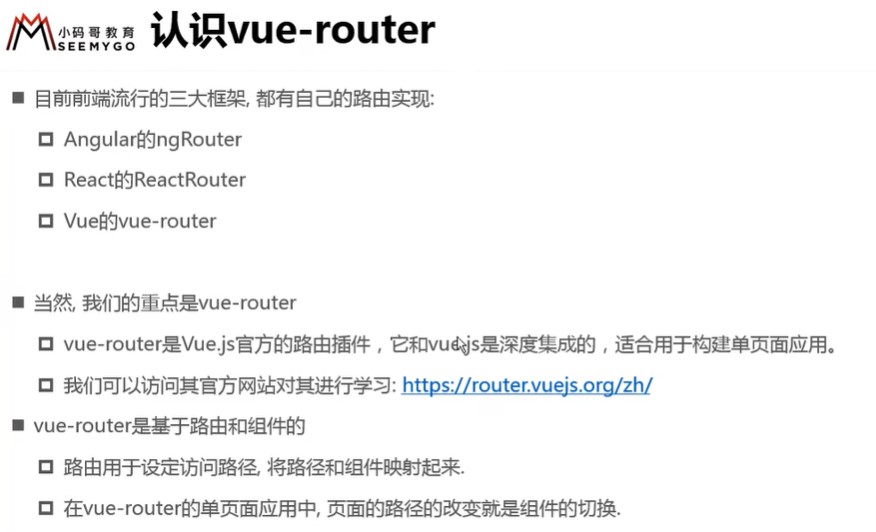 小码哥教育
SEEMYGO
认识vue-router
目前前端流行的三大框架, 都有自己的路由实现:
Angular的ngRouter
React的ReactRouter
Vue的vue-router
当然, 我们的重点是vue-router
vue-router是Vue.js官方的路由插件，它和vue.js是深度集成的，适合用于构建单页面应用。
我们可以访问其官方网站对其进行学习: https://router.vuejs.org/zh/
vue-router是基于路由和组件的
路由用于设定访问路径, 将路径和组件映射起来.
在vue-router的单页面应用中, 页面的路径的改变就是组件的切换.